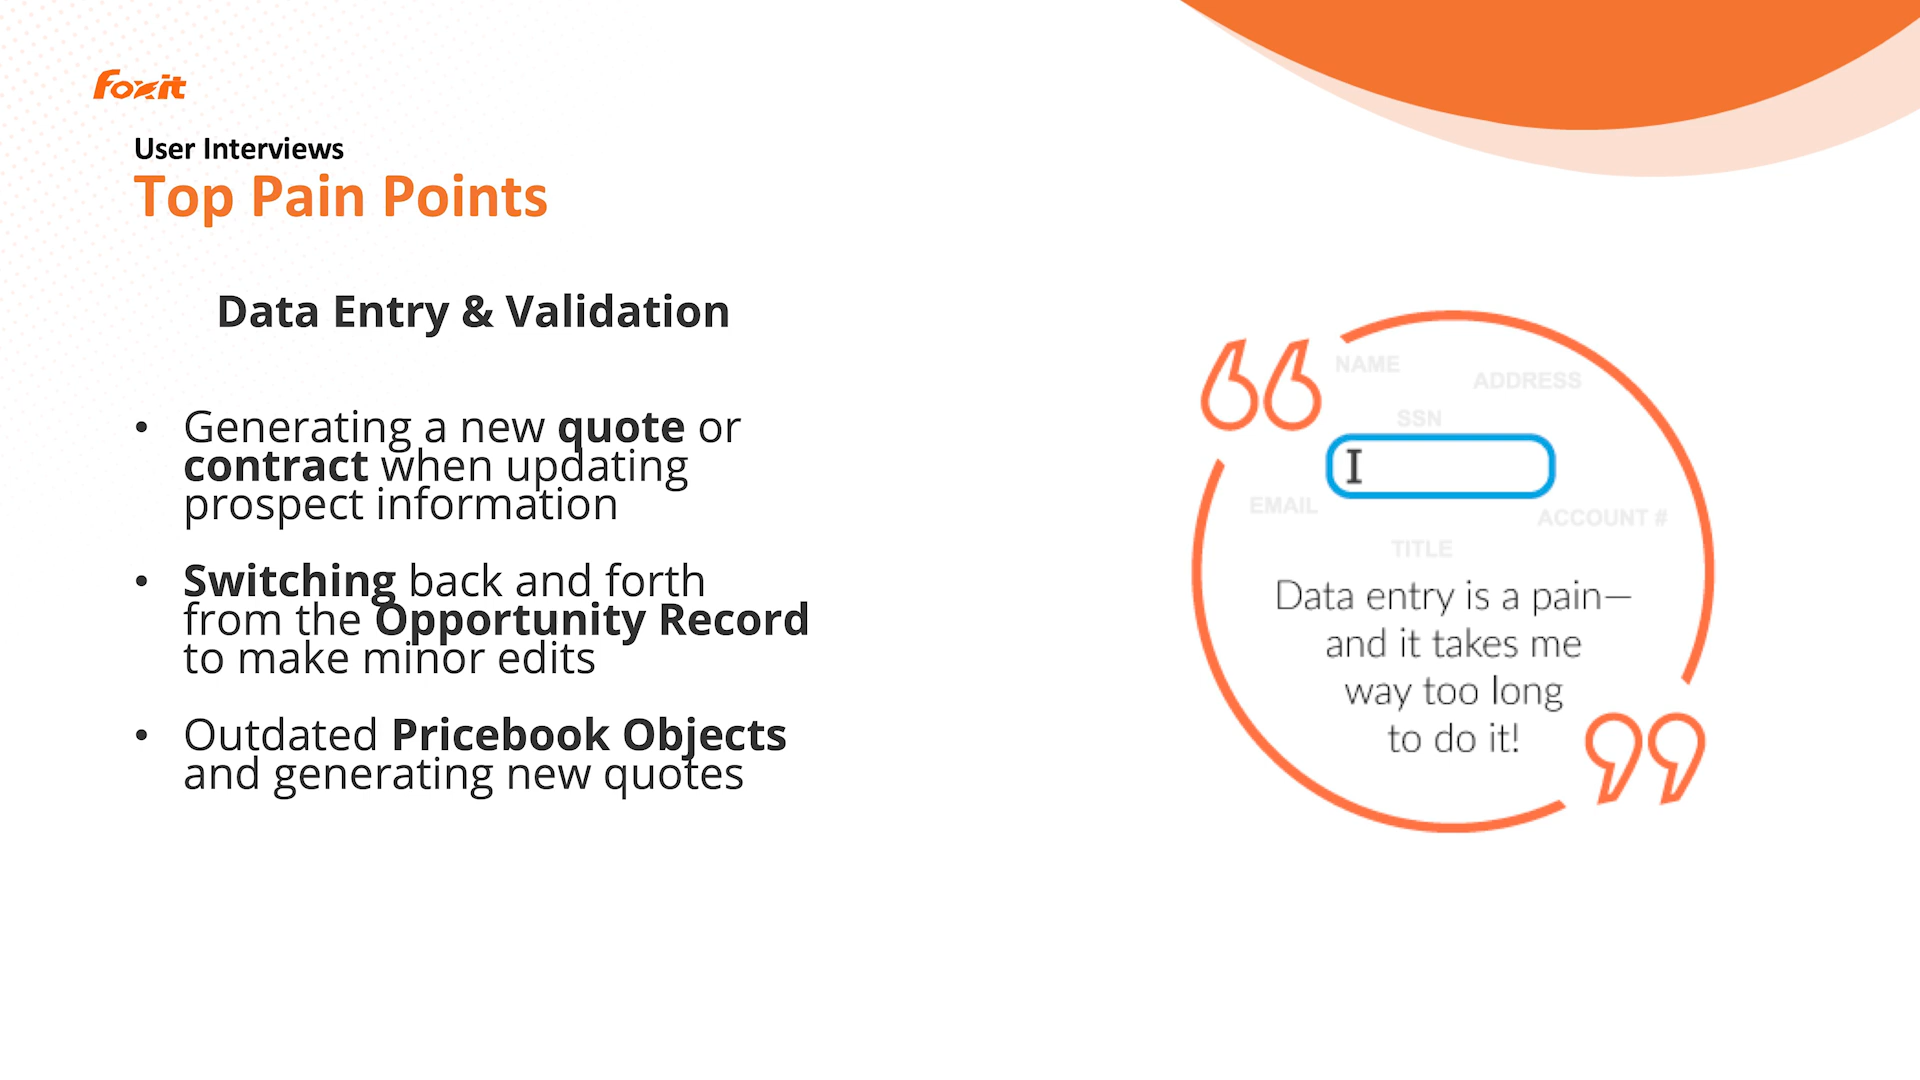 Foxit
User Interviews
Top Pain Points
Data Entry & Validation
• Generating a new quote or
contract when updating
prospect information
• Switching back and forth
from the Opportunity Record
to make minor edits
• Outdated Pricebook Objects
and generating new quotes
“
NAME
ADDRESS
SSN
I
EMAIL
ACCOUNT #
TITLE
Data entry is a pain—
and it takes me
way too long
to do it!
”